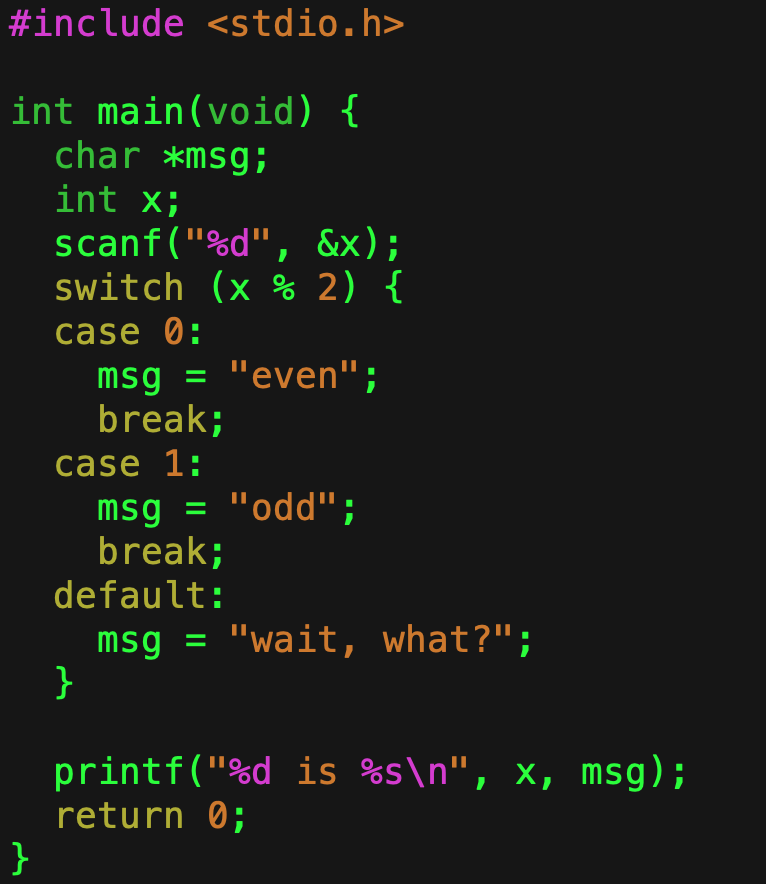 #include <stdio.h>

int main(void) {
  char *msg;
  int x;
  scanf("%d", &x);
  switch (x % 2) {
  case 0:
    msg = "even";
    break;
  case 1:
    msg = "odd";
    break;
  default:
    msg = "wait, what?";
  }

  printf("%d is %s\n", x, msg);
  return 0;
}